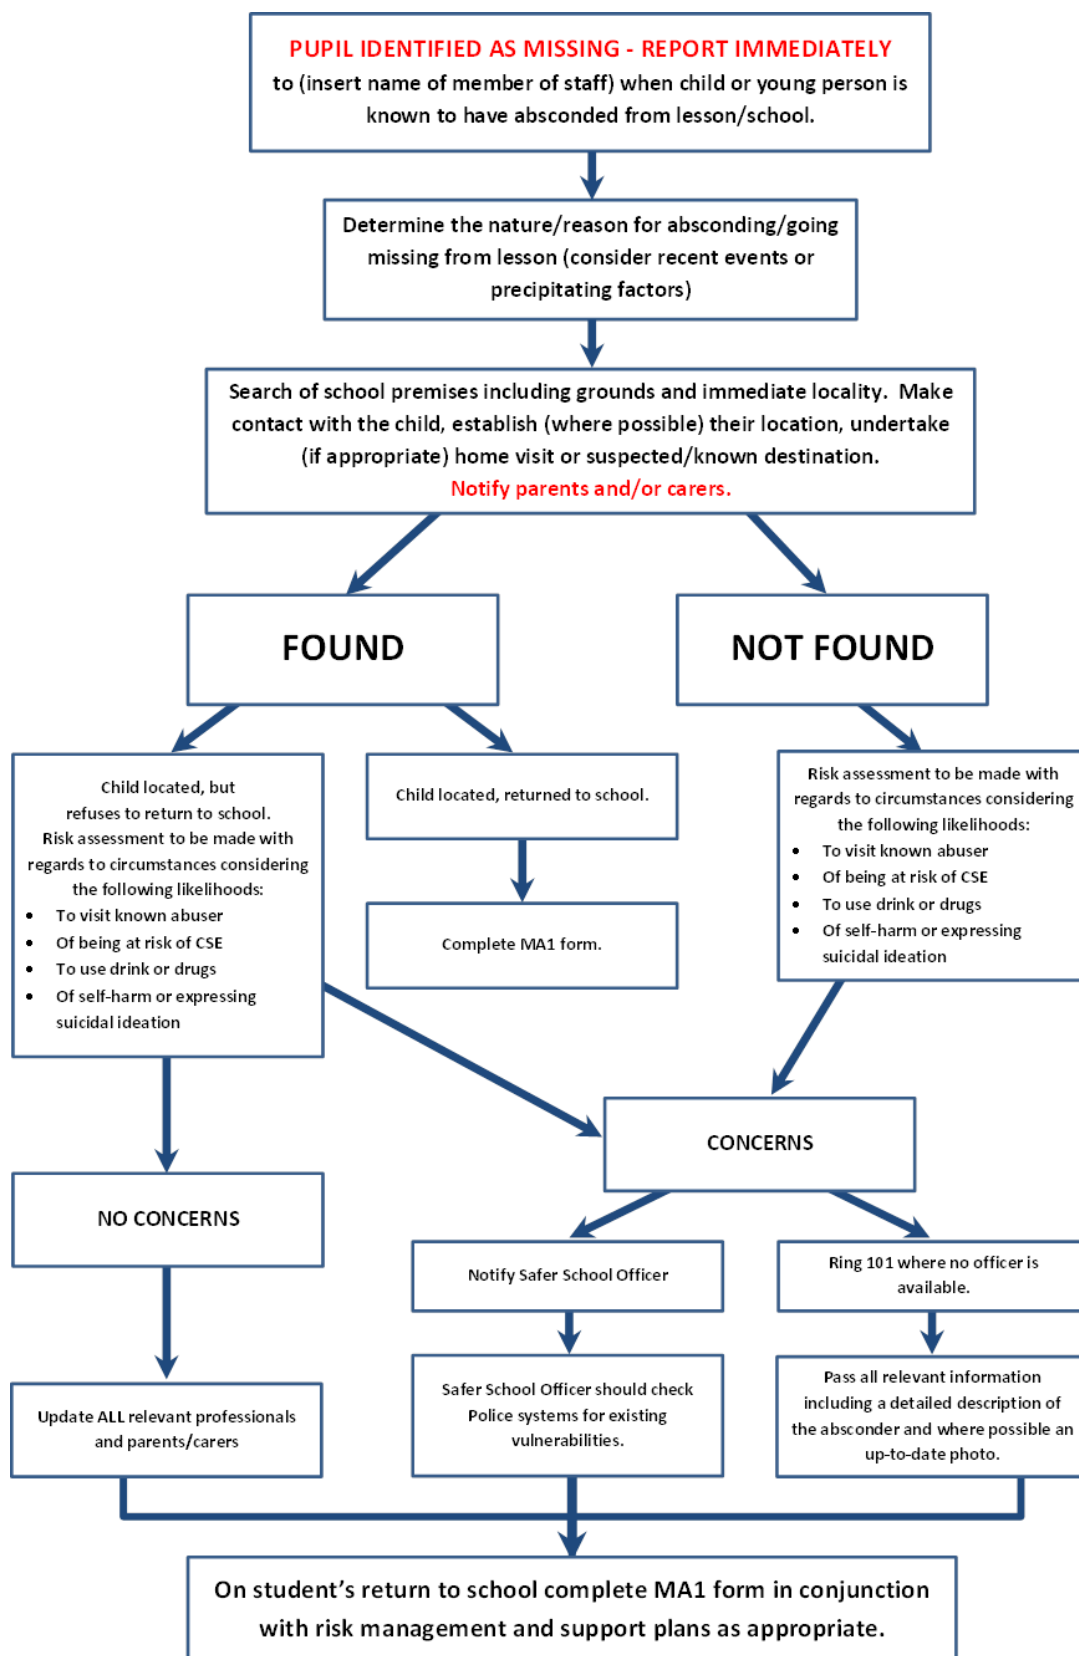 PUPIL IDENTIFIED AS MISSING - REPORT IMMEDIATELY
to (insert name of member of staff) when child or young person is
known to have absconded from lesson/school.
Determine the nature/reason for absconding/going
missing from lesson (consider recent events or
precipitating factors)
Search of school premises including grounds and immediate locality. Make
contact with the child, establish (where possible) their location, undertake
(if appropriate) home visit or suspected/known destination.
Notify parents and/or carers.
FOUND
NOT FOUND
Child located, but
refuses to return to school.
Risk assessment to be made with
regards to circumstances considering
the following likelihoods:
• To visit known abuser
• Of being at risk of CSE
• To use drink or drugs
• Of self-harm or expressing
suicidal ideation
Child located, returned to school.
Complete MA1 form.
Risk assessment to be made with
regards to circumstances considering
the following likelihoods:
• To visit known abuser
• Of being at risk of CSE
• To use drink or drugs
• Of self-harm or expressing
suicidal ideation
CONCERNS
NO CONCERNS
Notify Safer School Officer
Ring 101 where no officer is
available.
Update ALL relevant professionals
and parents/carers
Safer School Officer should check
Police systems for existing
vulnerabilities.
Pass all relevant information
including a detailed description of
the absconder and where possible an
up-to-date photo.
On student's return to school complete MA1 form in conjunction
with risk management and support plans as appropriate.